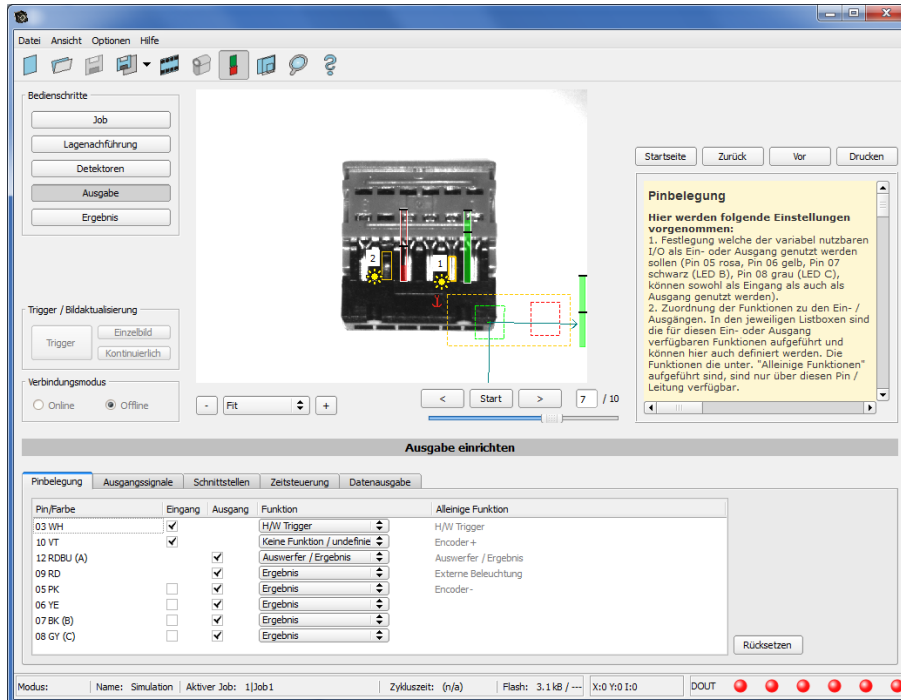 Datei Ansicht Optionen Hilfe
Bedienschritte
Job
Lagenachführung
Detektoren
Ausgabe
Ergebnis
Trigger / Bildaktualisierung
Trigger
Einzelbild
Kontinuierlich
Verbindungsmodus
Online Offline
2
1
- Fit +
< Start > 7 / 10
Startseite Zurück Vor Drucken
Pinbelegung
Hier werden folgende Einstellungen
vorgenommen:
1. Festlegung welche der variabel nutzbaren
I/O als Ein- oder Ausgang genutzt werden
sollen (Pin 05 rosa, Pin 06 gelb, Pin 07
schwarz (LED B), Pin 08 grau (LED C),
können sowohl als Eingang als auch als
Ausgang genutzt werden).
2. Zuordnung der Funktionen zu den Ein- /
Ausgängen. In den jeweiligen Listboxen sind
die für diesen Ein- oder Ausgang
verfügbaren Funktionen aufgeführt und
können hier auch definiert werden. Die
Funktionen die unter. "Alleinige Funktionen"
aufgeführt sind, sind nur über diesen Pin /
Leitung verfügbar.
Ausgabe einrichten
Pinbelegung Ausgangssignale Schnittstellen Zeitsteuerung Datenausgabe
Pin/Farbe Eingang Ausgang Funktion Alleinige Funktion
03 WH H/W Trigger H/W Trigger
10 VT Keine Funktion / undefinie Encoder+
12 RDBU (A) Auswerfer / Ergebnis Auswerfer / Ergebnis
09 RD Ergebnis Externe Beleuchtung
05 PK Ergebnis Encoder-
06 YE Ergebnis
07 BK (B) Ergebnis
08 GY (C) Ergebnis
Rücksetzen
Modus: Name: Simulation Aktiver Job: 1|Job1 Zykluszeit: (n/a) Flash: 3.1 kB / --- X:0 Y:0 I:0 DOUT